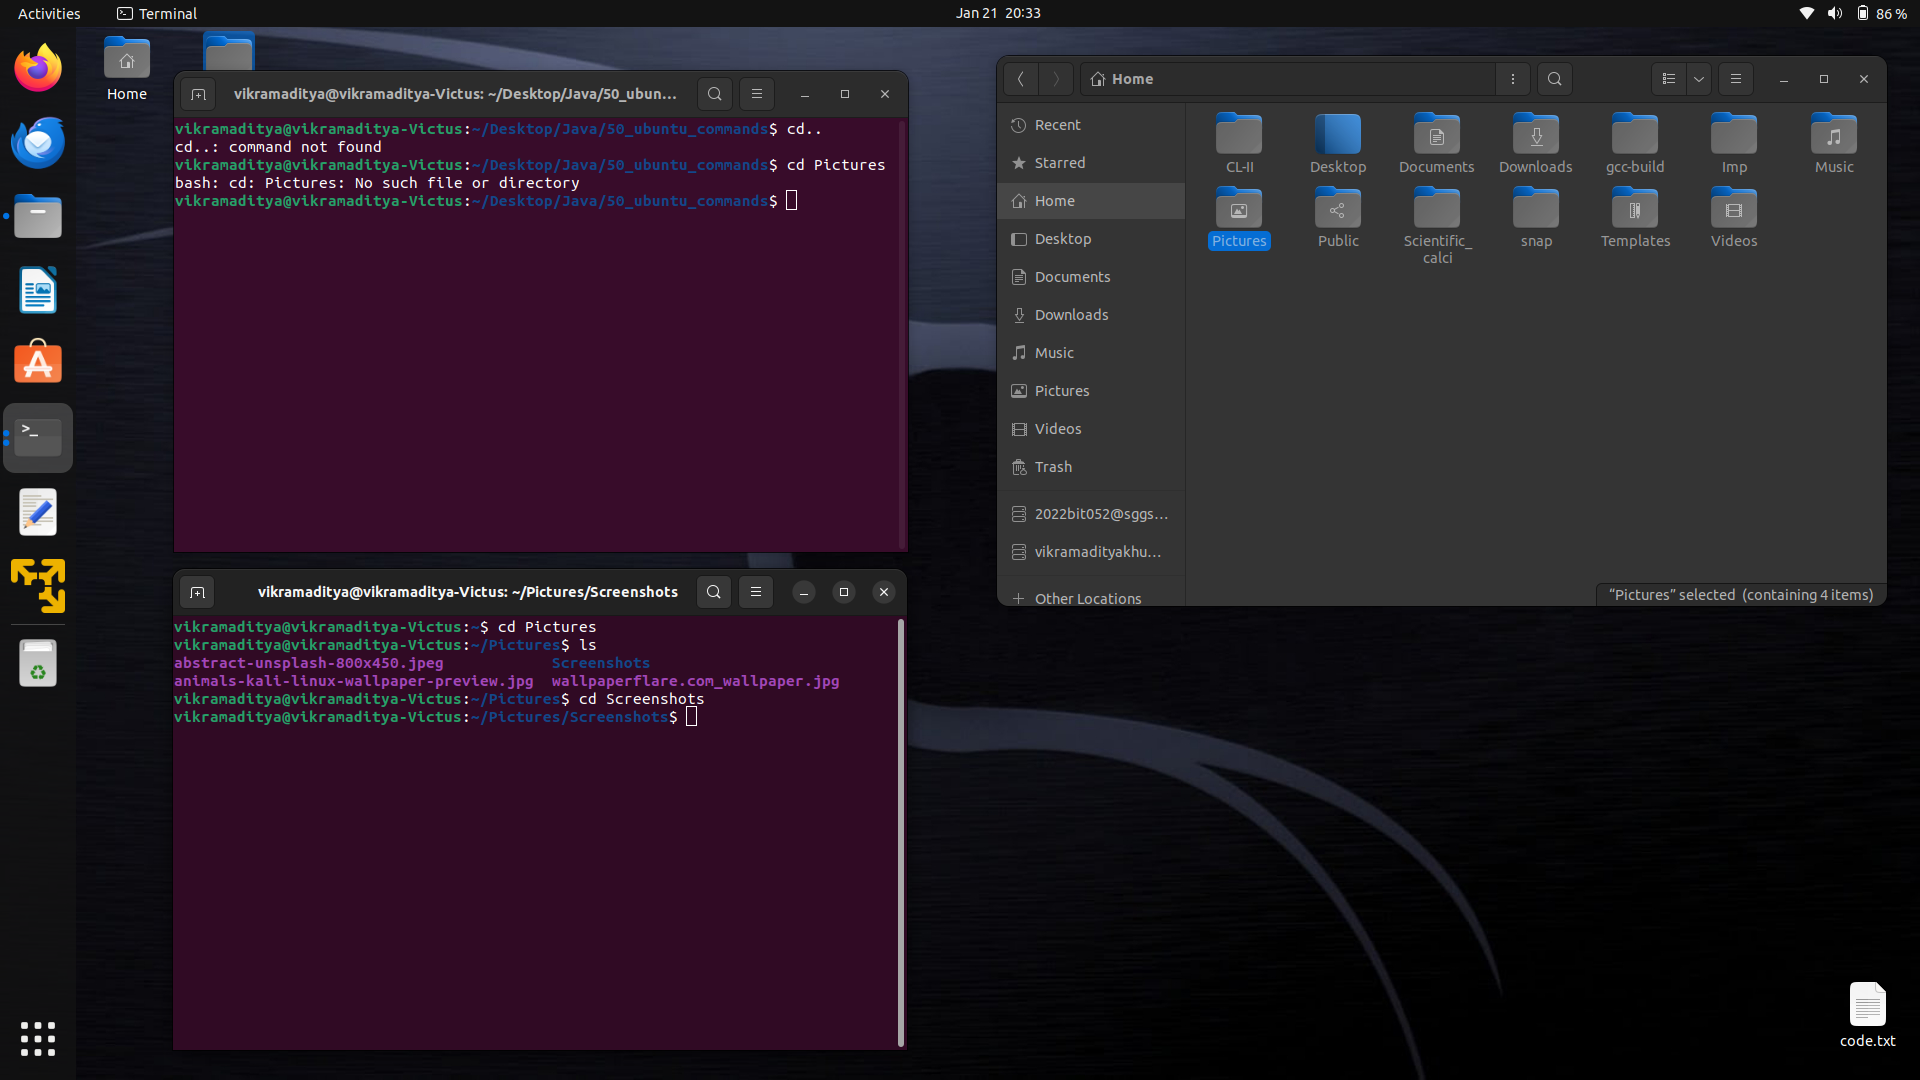 Activities
Terminal
Jan 21 20:33
86 %
Home
vikramaditya@vikramaditya-Victus: ~/Desktop/Java/50_ubun...
vikramaditya@vikramaditya-Victus:~/Desktop/Java/50_ubuntu_commands$ cd..
cd..: command not found
vikramaditya@vikramaditya-Victus:~/Desktop/Java/50_ubuntu_commands$ cd Pictures
bash: cd: Pictures: No such file or directory
vikramaditya@vikramaditya-Victus:~/Desktop/Java/50_ubuntu_commands$
vikramaditya@vikramaditya-Victus: ~/Pictures/Screenshots
vikramaditya@vikramaditya-Victus:~$ cd Pictures
vikramaditya@vikramaditya-Victus:~/Pictures$ ls
abstract-unsplash-800x450.jpeg Screenshots
animals-kali-linux-wallpaper-preview.jpg wallpaperflare.com_wallpaper.jpg
vikramaditya@vikramaditya-Victus:~/Pictures$ cd Screenshots
vikramaditya@vikramaditya-Victus:~/Pictures/Screenshots$
Home
Recent
Starred
Home
Desktop
Documents
Downloads
Music
Pictures
Videos
Trash
2022bit052@sggs...
vikramadityakhu...
Other Locations
CL-II
Desktop
Documents
Downloads
gcc-build
Imp
Music
Pictures
Public
Scientific_
calci
snap
Templates
Videos
“Pictures” selected (containing 4 items)
code.txt